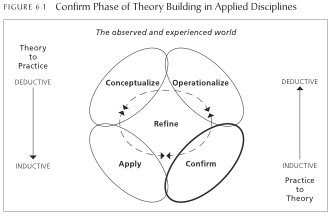 FIGURE 6.1 Confirm Phase of Theory Building in Applied Disciplines
The observed and experienced world
Theory
to
Practice
DEDUCTIVE
INDUCTIVE
Conceptualize
Operationalize
Refine
Apply
Confirm
DEDUCTIVE
INDUCTIVE
Practice
to
Theory